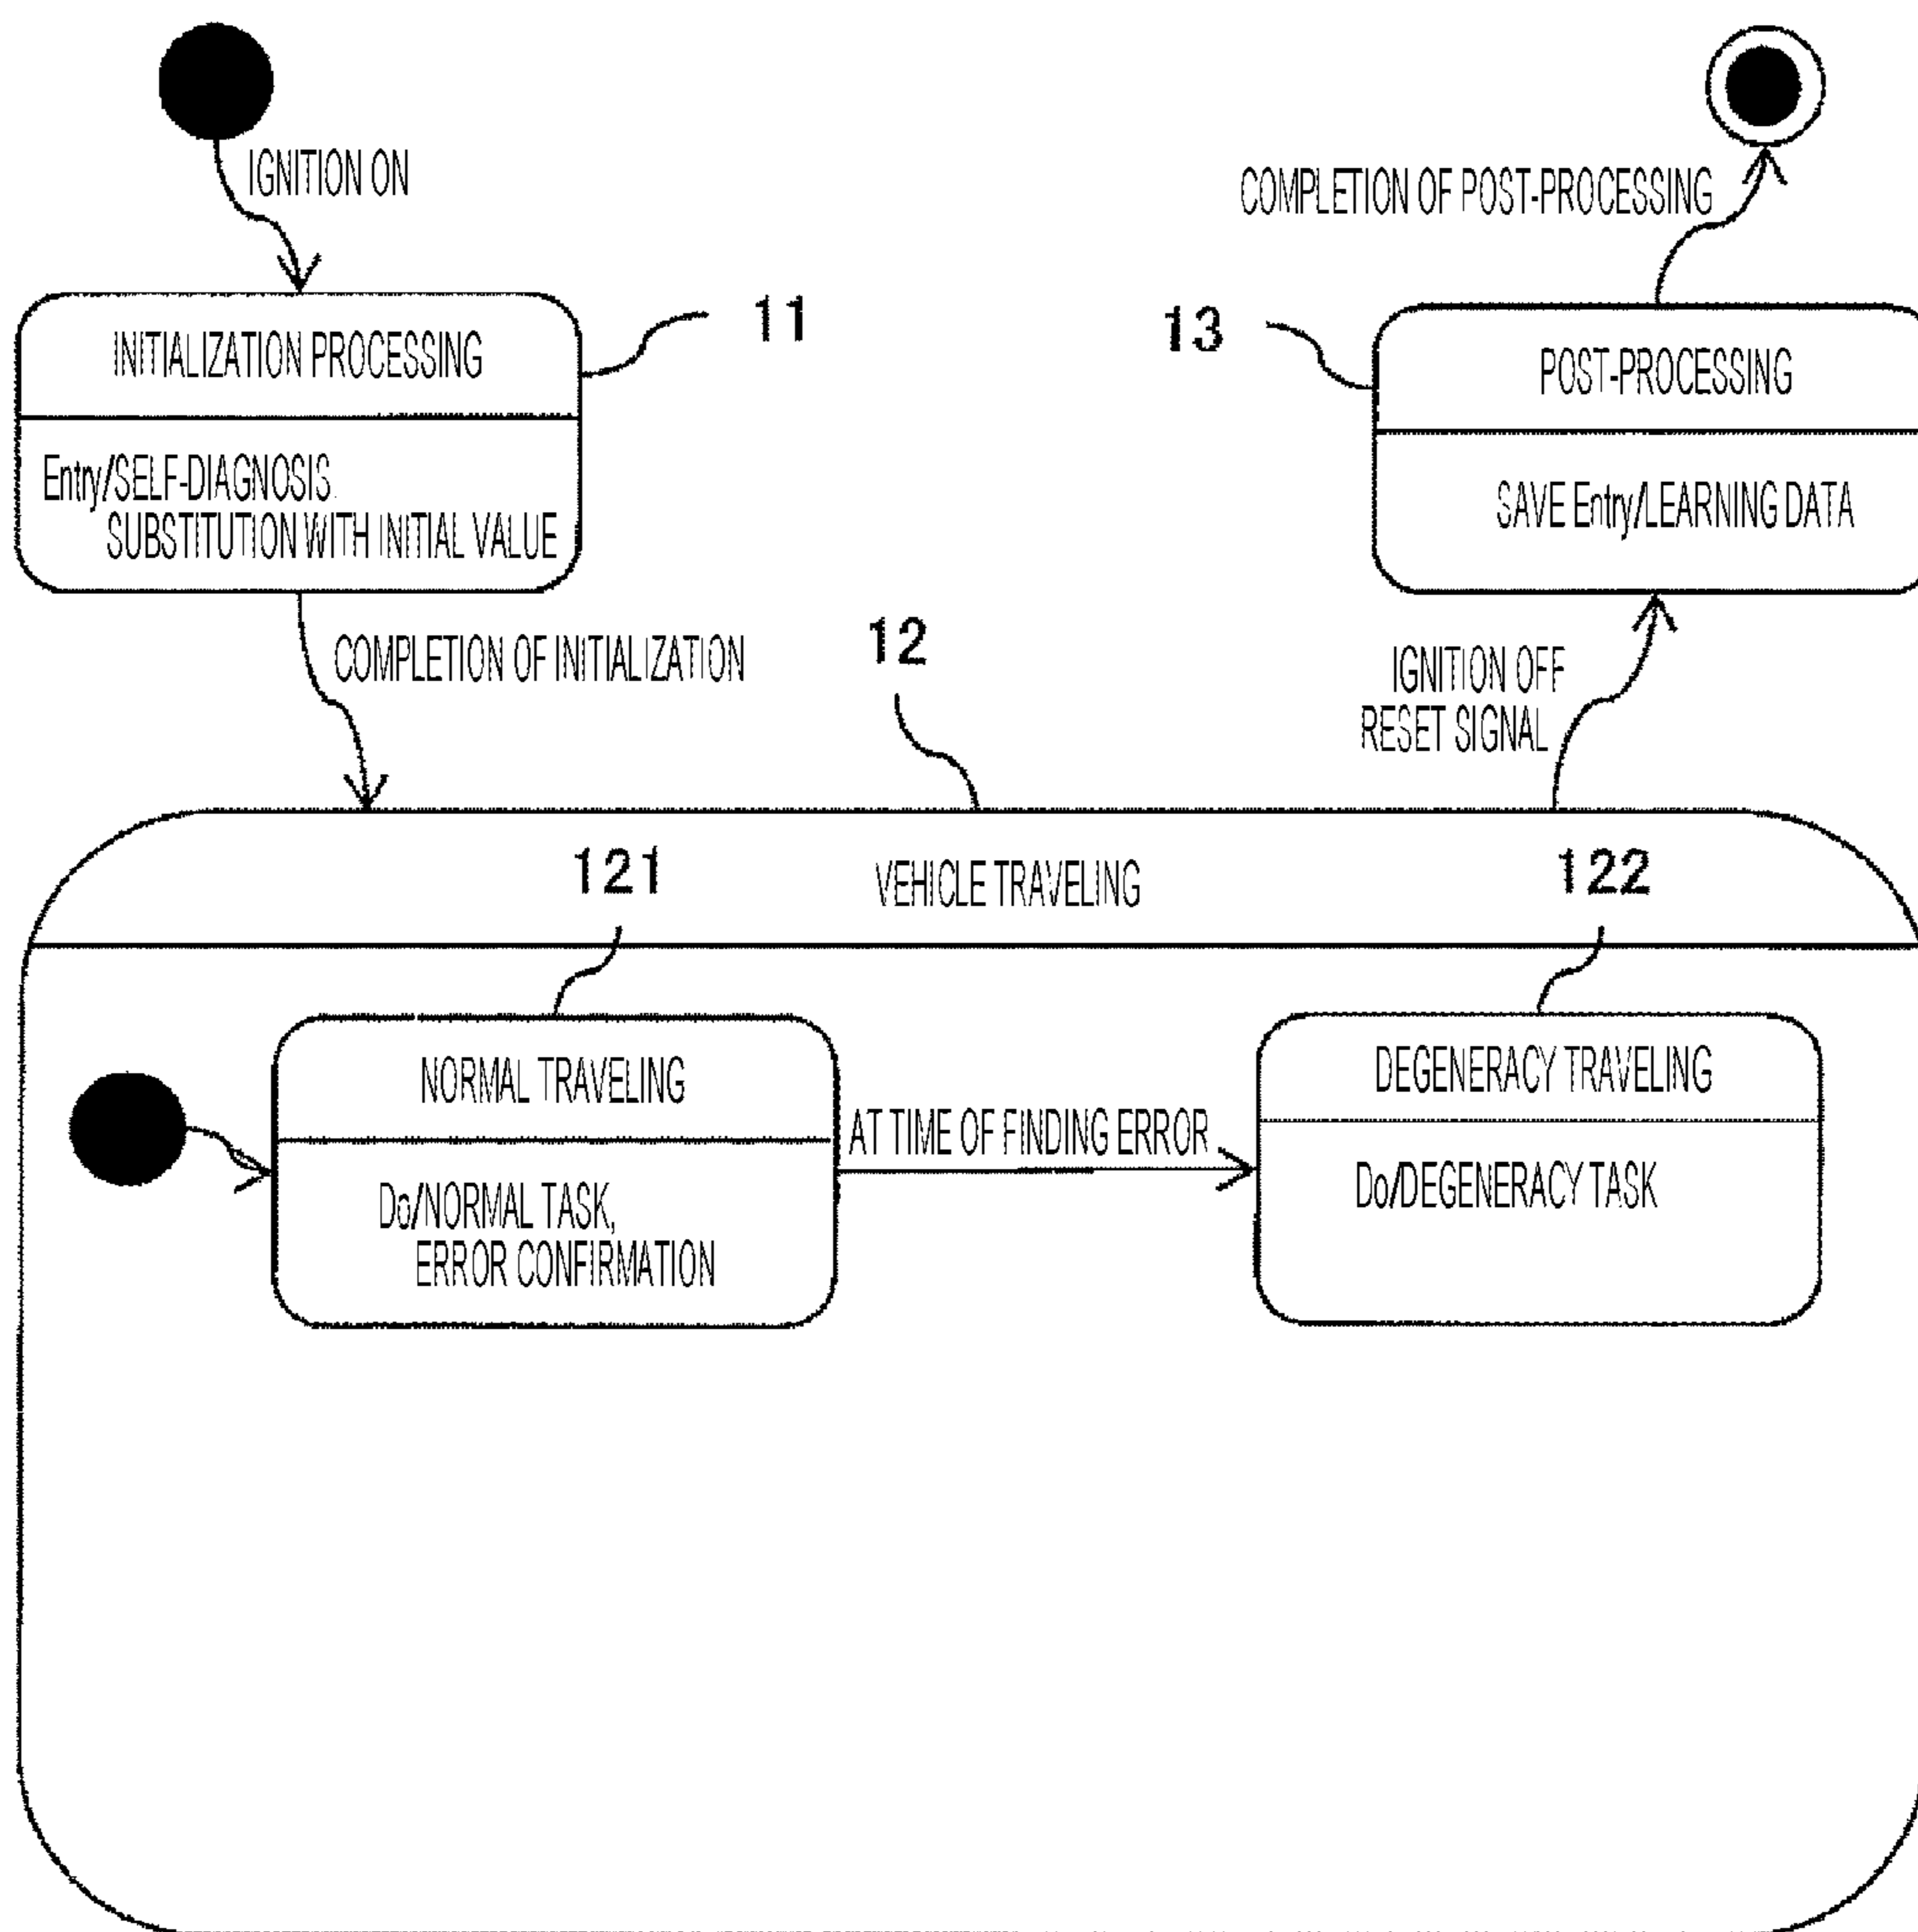 IGNITION ON
COMPLETION OF POST-PROCESSING
11
13
INITIALIZATION PROCESSING
POST-PROCESSING
Entry/SELF-DIAGNOSIS
SUBSTITUTION WITH INITIAL VALUE
SAVE Entry/LEARNING DATA
COMPLETION OF INITIALIZATION
12
IGNITION OFF
RESET SIGNAL
VEHICLE TRAVELING
121
122
NORMAL TRAVELING
DEGENERACY TRAVELING
AT TIME OF FINDING ERROR
Do/NORMAL TASK,
ERROR CONFIRMATION
Do/DEGENERACY TASK